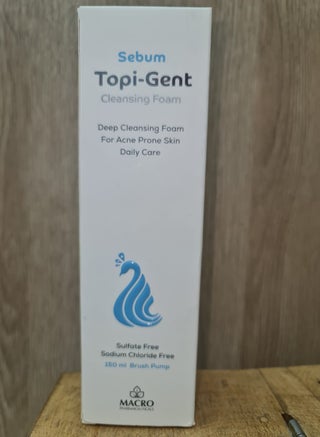 Sebum
Topi-Gent
Cleansing Foam
Deep Cleansing Foam
For Acne Prone Skin
Daily Care
Sulfate Free
Sodium Chloride Free
150 ml Brush Pump
MACRO
PHARMACEUTICALS